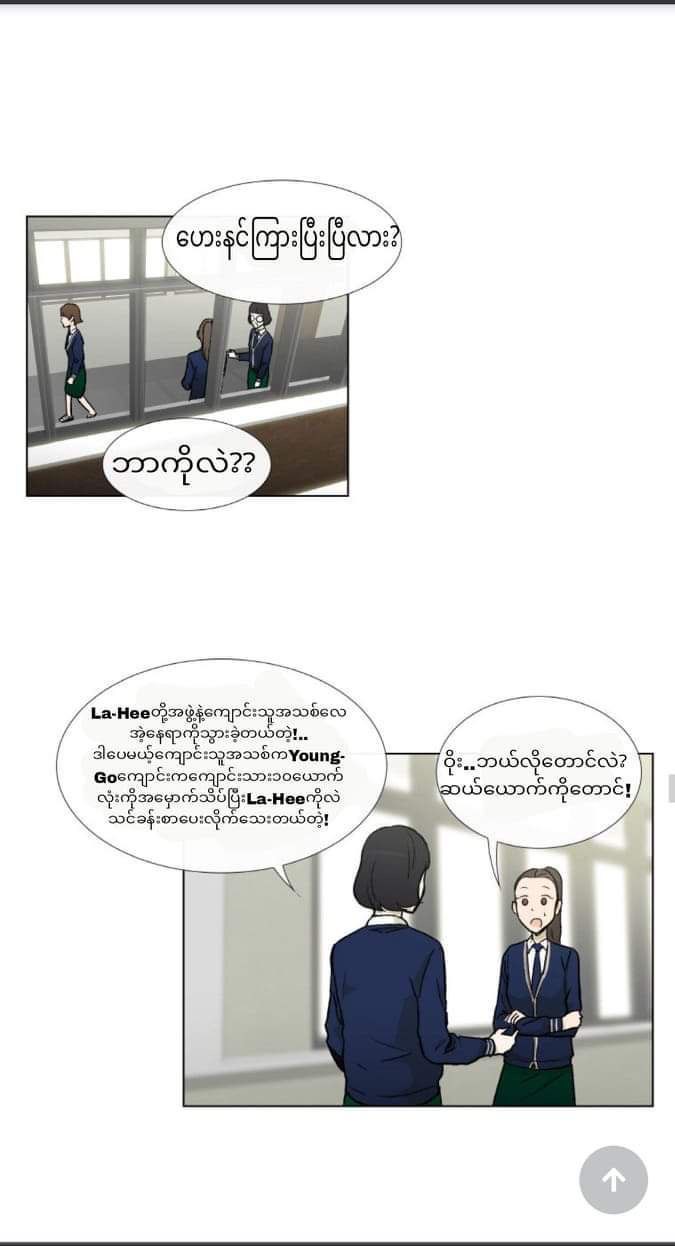 ဟေးနင်ကြားပြီးပြီလား?
ဘာကိုလဲ??
La-Heeတို့အဖွဲ့နဲ့ကျောင်းသူအသစ်လေ
အဲ့နေရာကိုသွားခဲ့တယ်တဲ့!..
ဒါပေမယ့်ကျောင်းသူအသစ်ကYoung-
Goကျောင်းကကျောင်းသား၁၀ယောက်
လုံးကိုအမှောက်သိပ်ပြီးLa-Heeကိုလဲ
သင်ခန်းစာပေးလိုက်သေးတယ်တဲ့!
ဝိုး..ဘယ်လိုတောင်လဲ?
ဆယ်ယောက်ကိုတောင်!